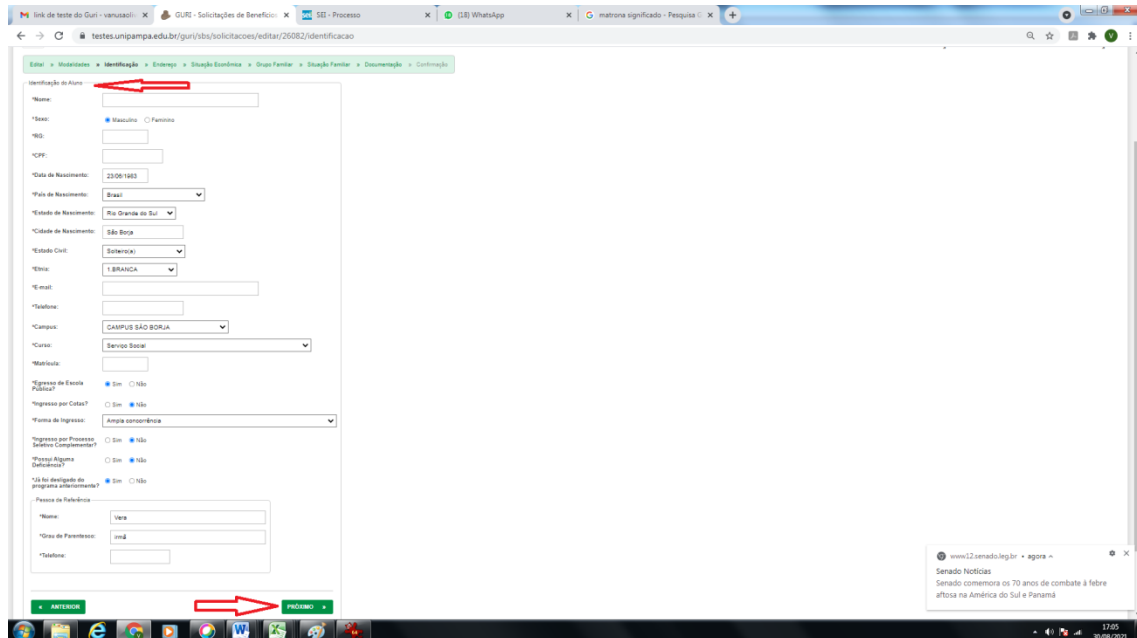 link de teste do Guri - vanusaoliv
GURI - Solicitações de Benefício
SEI - Processo
(18) WhatsApp
matrona significado - Pesquisa G
testes.unipampa.edu.br/guri/sbs/solicitacoes/editar/26082/identificacao
V
Edital » Modalidades » Identificação » Endereço » Situação Econômica » Grupo Familiar » Situação Familiar » Documentação » Confirmação
Identificação do Aluno
*Nome:
*Sexo: Masculino Feminino
*RG:
*CPF:
*Data de Nascimento: 23/06/1983
*País de Nascimento: Brasil
*Estado de Nascimento: Rio Grande do Sul
*Cidade de Nascimento: São Borja
*Estado Civil: Solteiro(a)
*Etnia: 1.BRANCA
*E-mail:
*Telefone:
*Campus: CAMPUS SÃO BORJA
*Curso: Serviço Social
*Matrícula:
*Egresso de Escola
Pública? Sim Não
*Ingresso por Cotas? Sim Não
*Forma de Ingresso: Ampla concorrência
*Ingresso por Processo
Seletivo Complementar? Sim Não
*Possui Alguma
Deficiência? Sim Não
*Já foi desligado do
programa anteriormente? Sim Não
Pessoa de Referência
*Nome: Vera
*Grau de Parentesco: irmã
*Telefone:
« ANTERIOR
PRÓXIMO »
www12.senado.leg.br • agora
Senado Notícias
Senado comemora os 70 anos de combate à febre
aftosa na América do Sul e Panamá
17:05
30/08/2021